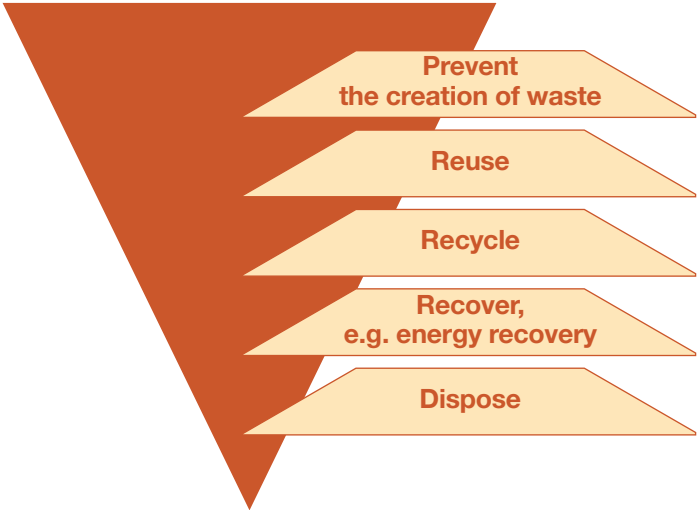 Prevent
the creation of waste
Reuse
Recycle
Recover,
e.g. energy recovery
Dispose